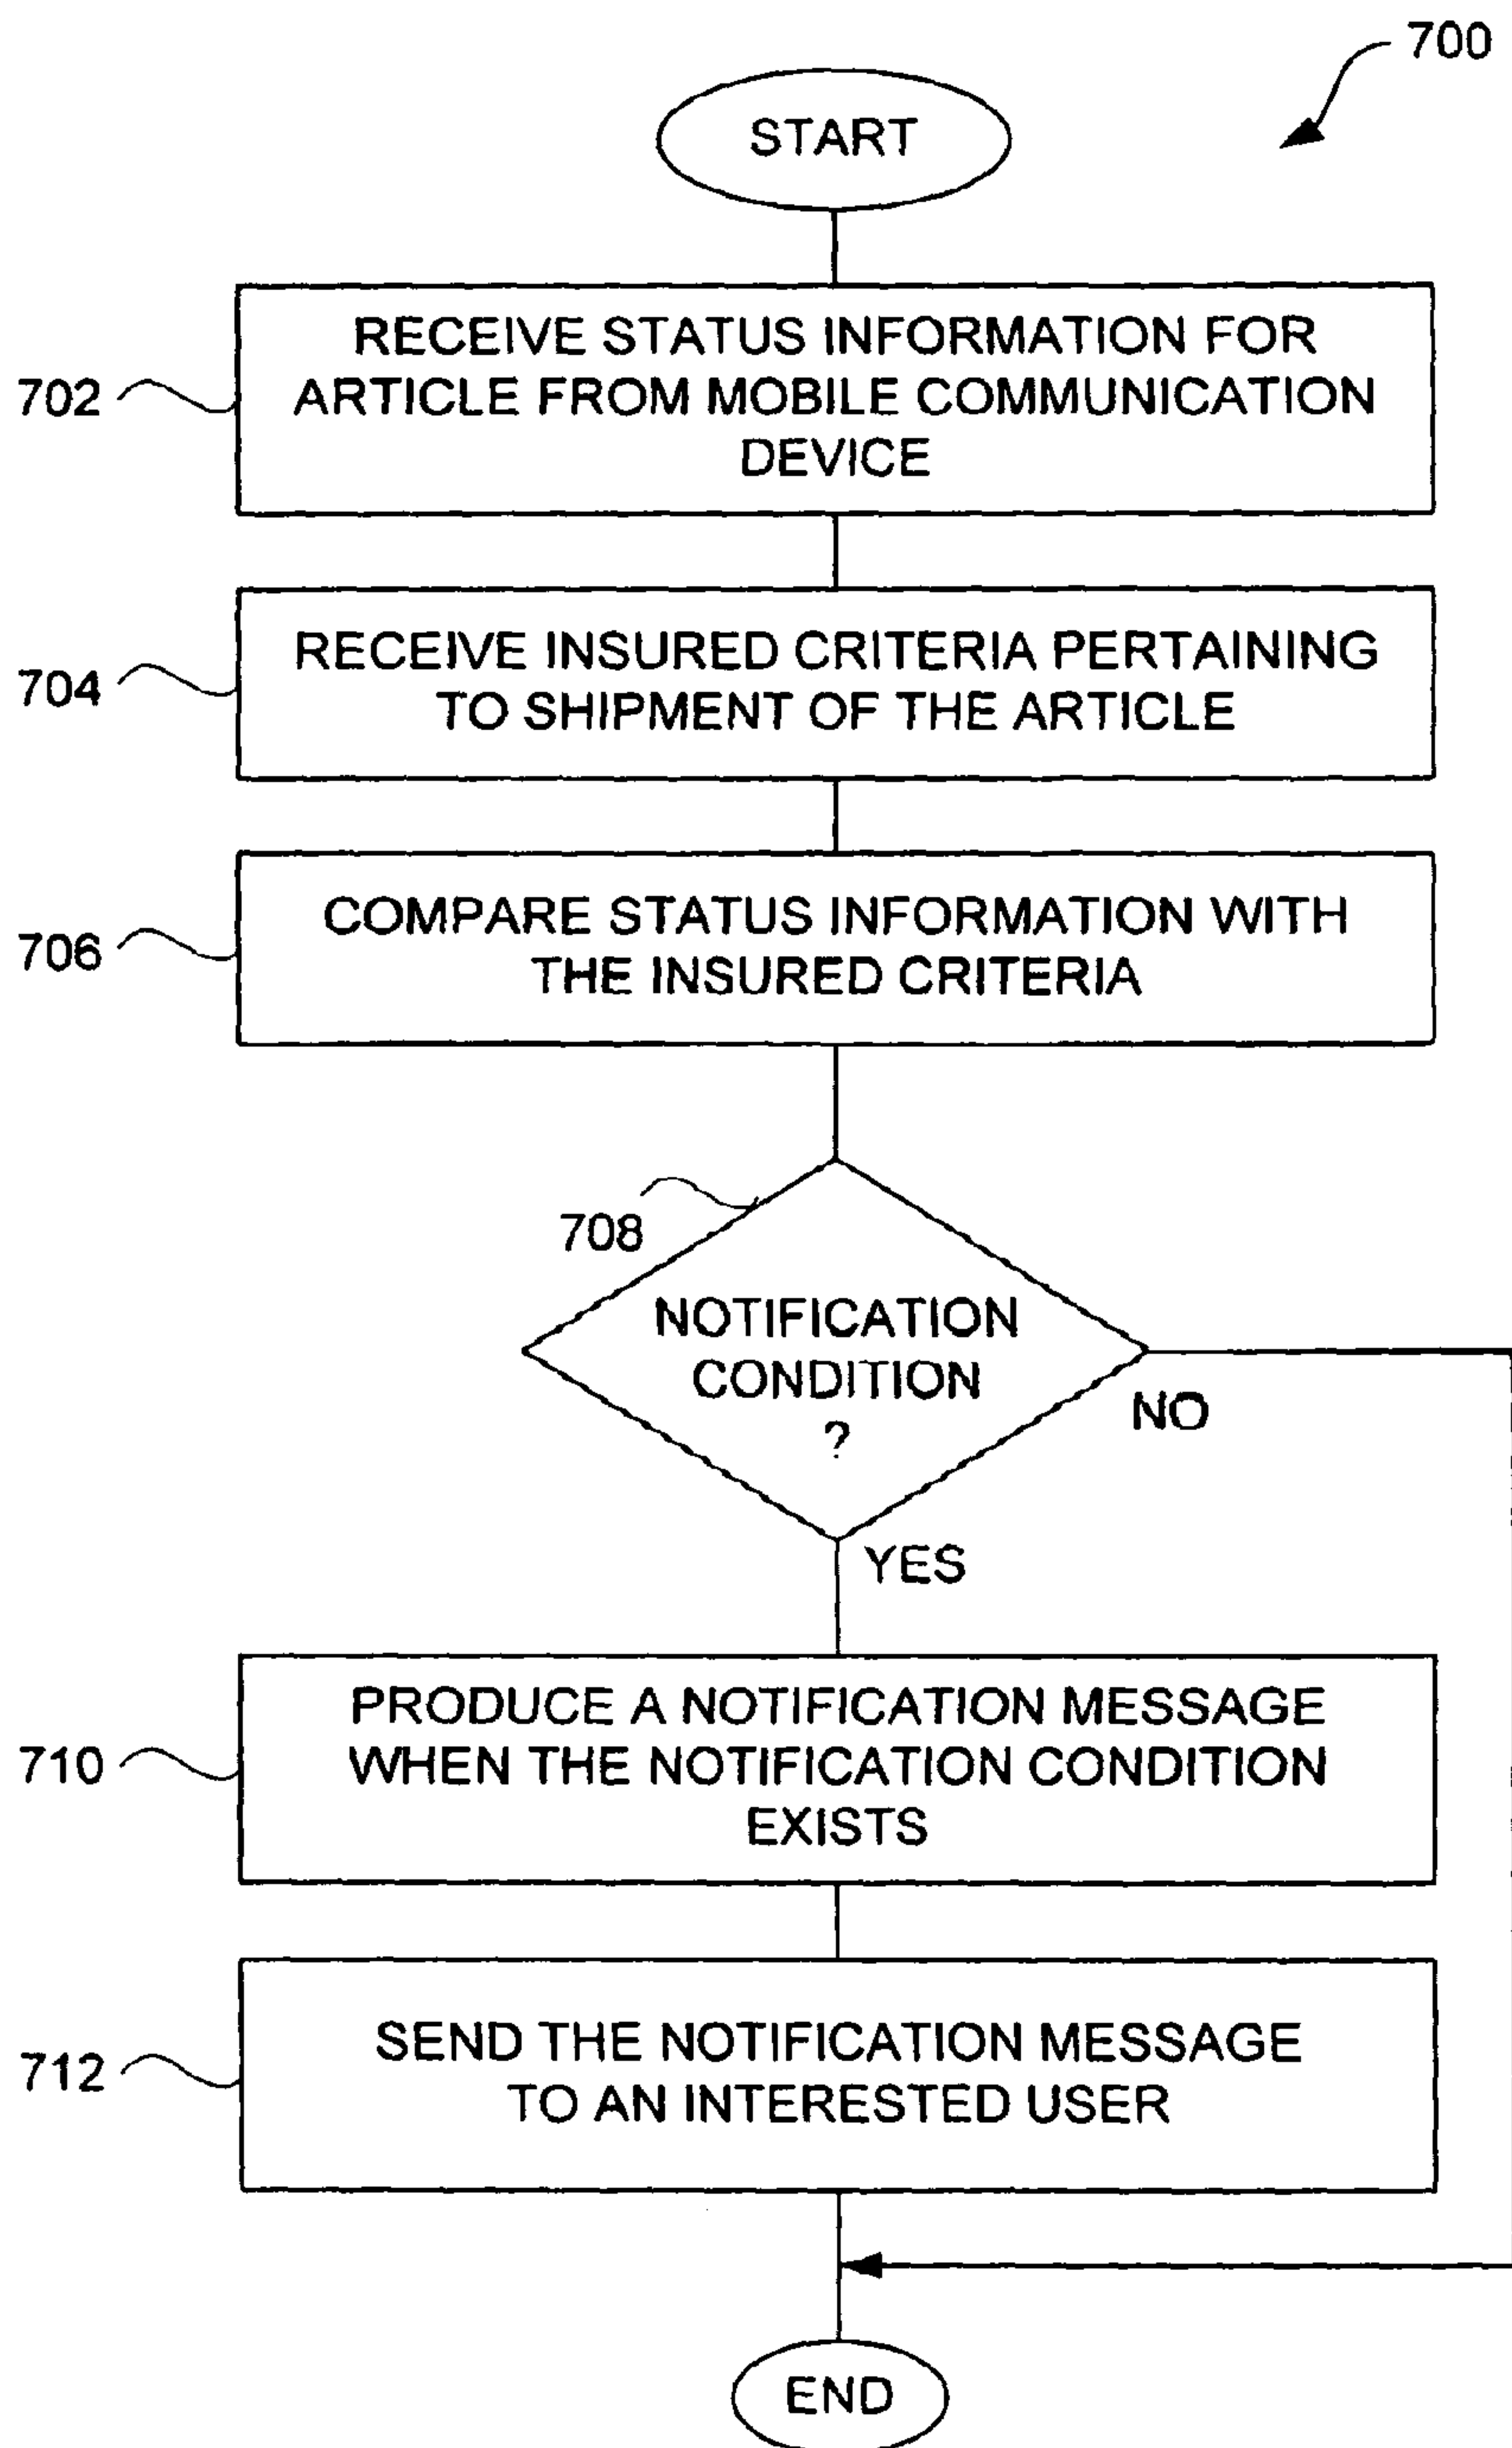 700
START
702
RECEIVE STATUS INFORMATION FOR
ARTICLE FROM MOBILE COMMUNICATION
DEVICE
704
RECEIVE INSURED CRITERIA PERTAINING
TO SHIPMENT OF THE ARTICLE
706
COMPARE STATUS INFORMATION WITH
THE INSURED CRITERIA
708
NOTIFICATION
CONDITION
?
NO
YES
710
PRODUCE A NOTIFICATION MESSAGE
WHEN THE NOTIFICATION CONDITION
EXISTS
712
SEND THE NOTIFICATION MESSAGE
TO AN INTERESTED USER
END